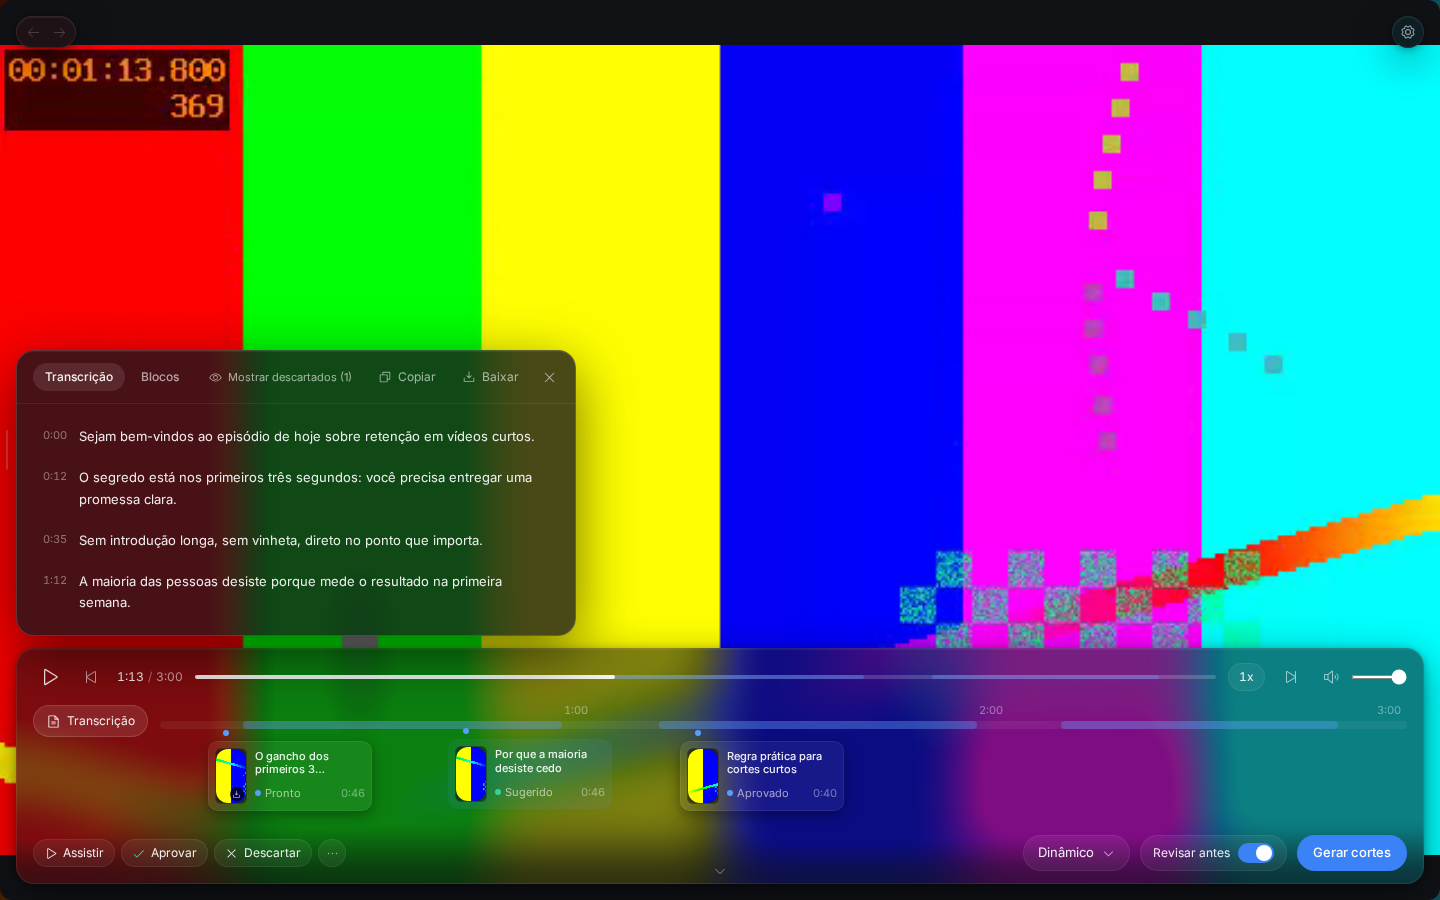 00:01:13.800
369
Transcrição Blocos Mostrar descartados (1) Copiar Baixar
0:00 Sejam bem-vindos ao episódio de hoje sobre retenção em vídeos curtos.
0:12 O segredo está nos primeiros três segundos: você precisa entregar uma
promessa clara.
0:35 Sem introdução longa, sem vinheta, direto no ponto que importa.
1:12 A maioria das pessoas desiste porque mede o resultado na primeira
semana.
1:13 / 3:00 1x
Transcrição 1:00 2:00 3:00
O gancho dos
primeiros 3...
Pronto 0:46
Por que a maioria
desiste cedo
Sugerido 0:46
Regra prática para
cortes curtos
Aprovado 0:40
Assistir Aprovar Descartar ... Dinâmico Revisar antes Gerar cortes